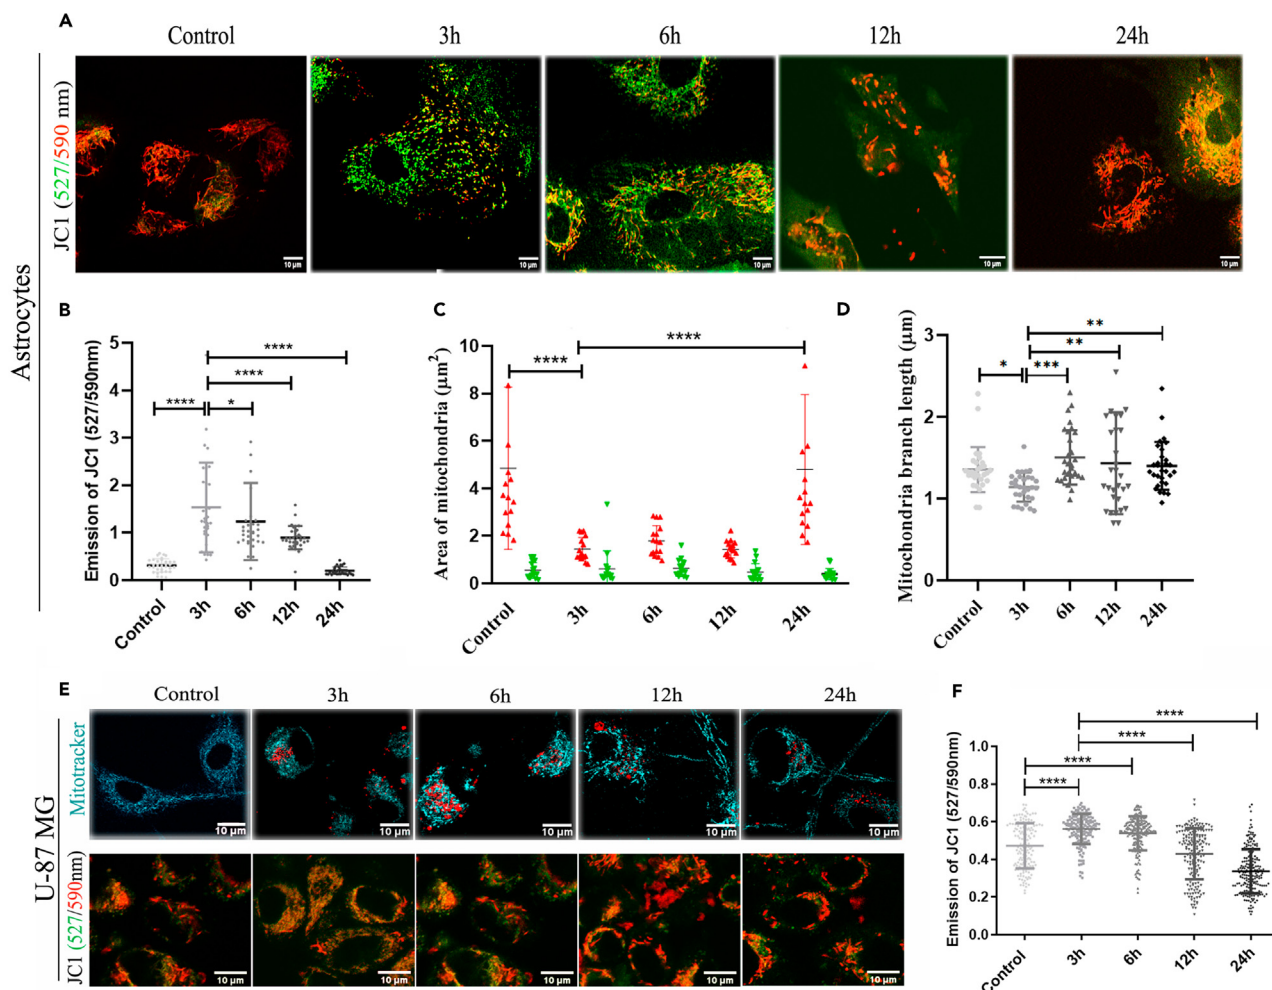 A
Control 3h 6h 12h 24h
JC1 (527/590 nm)
10 µm 10 µm 10 µm 10 µm 10 µm
Astrocytes
B
Emission of JC1 (527/590nm)
5
4
3
2
1
0
****
****
**** *
Control 3h 6h 12h 24h
C
Area of mitochondria (µm²)
10
8
6
4
2
0
****
****
Control 3h 6h 12h 24h
D
Mitochondria branch length (µm)
3
2
1
0
**
**
* ***
Control 3h 6h 12h 24h
E
Control 3h 6h 12h 24h
U-87 MG
Mitotracker
10 µm 10 µm 10 µm 10 µm 10 µm
JC1 (527/590nm)
10 µm 10 µm 10 µm 10 µm 10 µm
F
Emission of JC1 (527/590nm)
1.0
0.8
0.6
0.4
0.2
0.0
****
****
****
****
Control 3h 6h 12h 24h